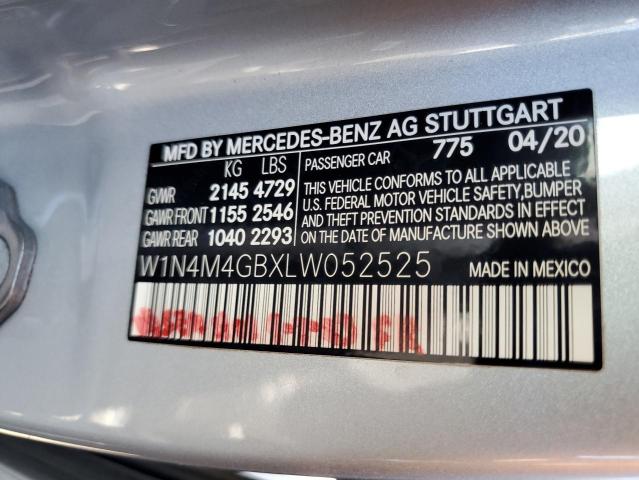 MFD BY MERCEDES-BENZ AG STUTTGART
KG LBS
GVWR 2145 4729
GAWR FRONT 1155 2546
GAWR REAR 1040 2293
PASSENGER CAR 775 04/20
THIS VEHICLE CONFORMS TO ALL APPLICABLE
U.S. FEDERAL MOTOR VEHICLE SAFETY,BUMPER
AND THEFT PREVENTION STANDARDS IN EFFECT
ON THE DATE OF MANUFACTURE SHOWN ABOVE
W1N4M4GBXLW052525 MADE IN MEXICO